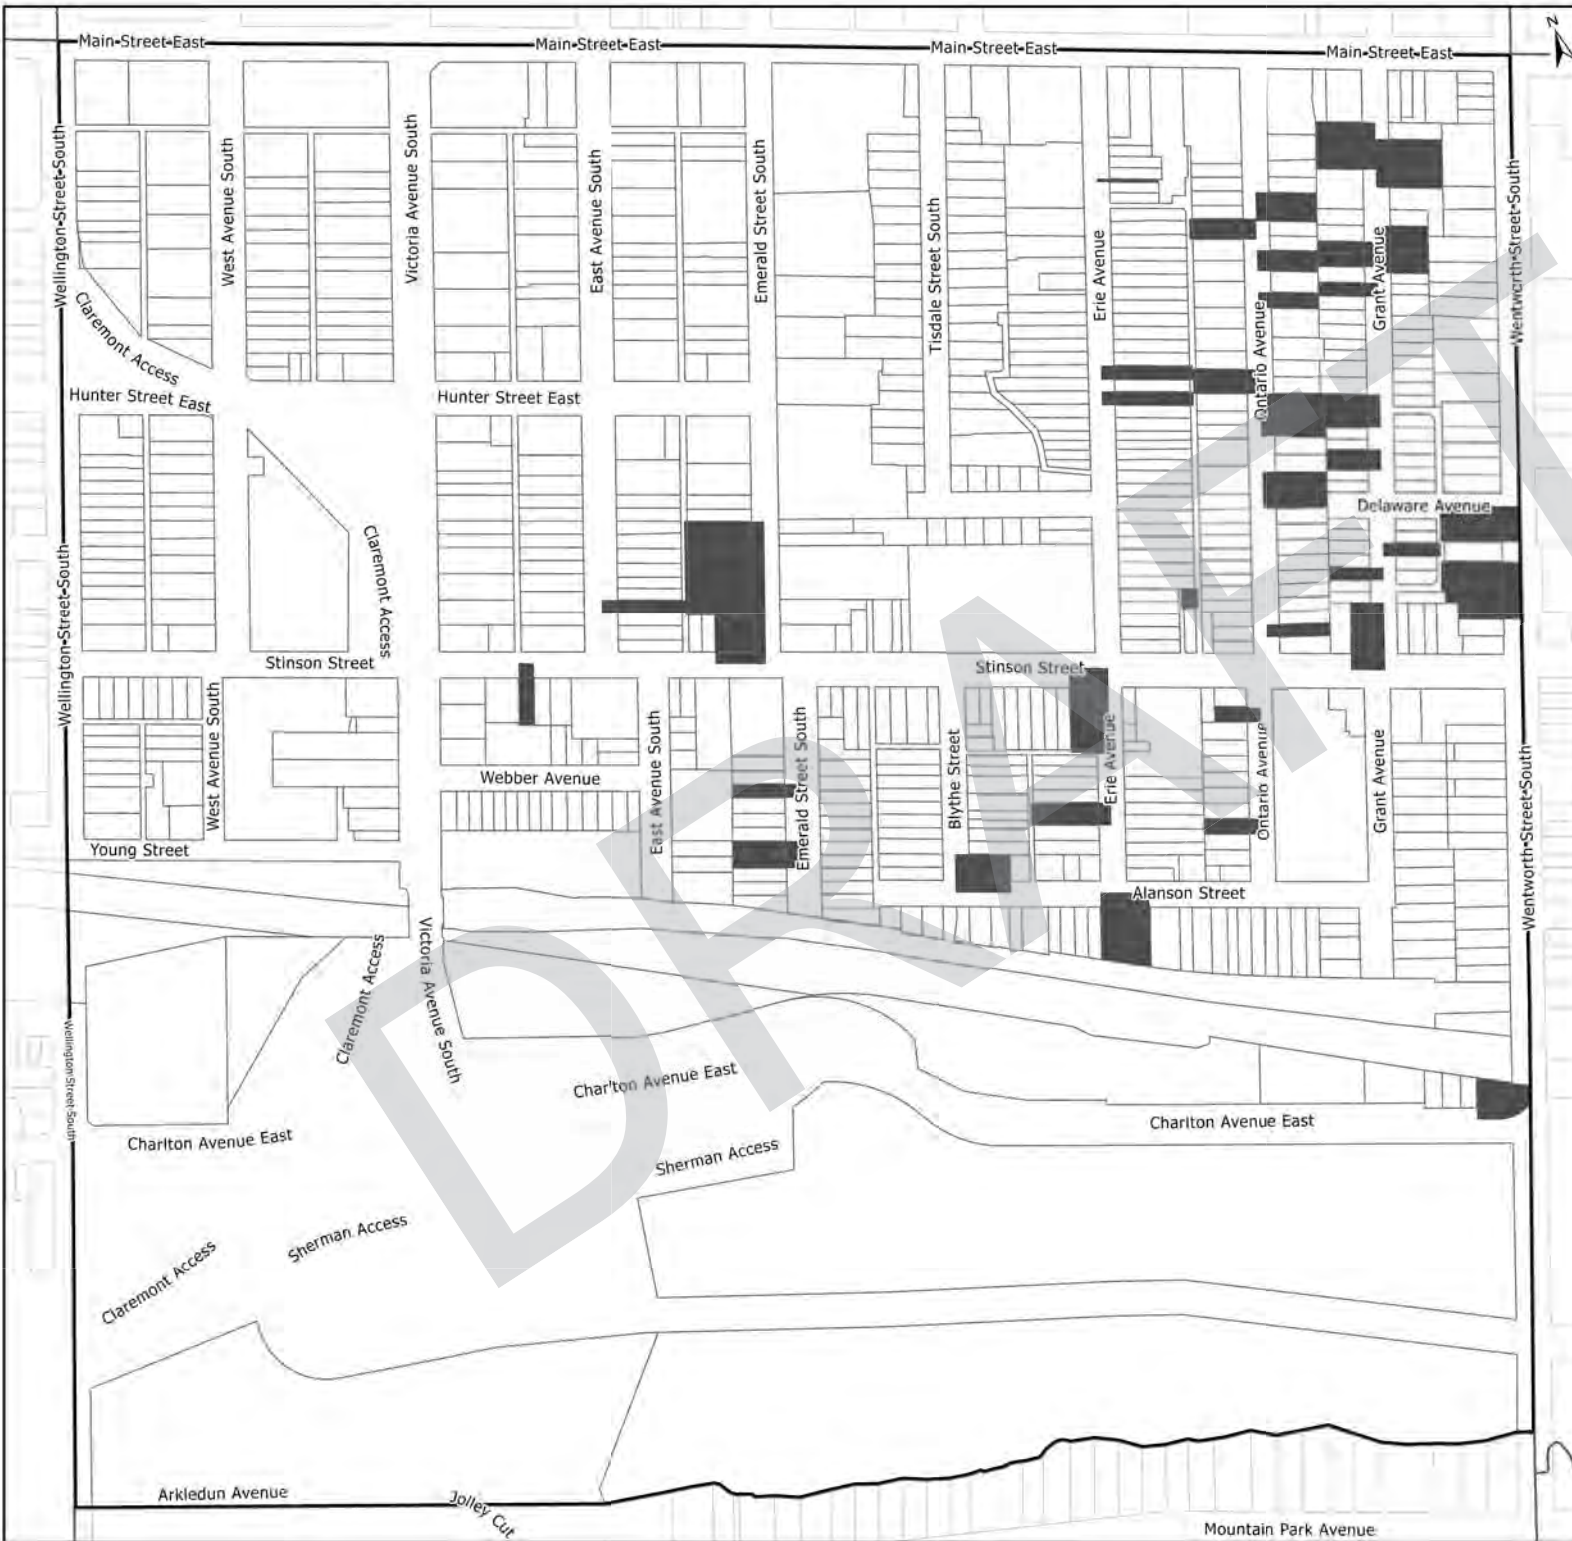 Main Street East
Main Street East
Main Street East
Main Street East
Z
Wellington Street South
West Avenue South
Victoria Avenue South
East Avenue South
Emerald Street South
Tisdale Street South
Erie Avenue
Ontario Avenue
Grant Avenue
Wentworth Street South
Claremont Access
Hunter Street East
Hunter Street East
Delaware Avenue
Claremont Access
Wellington Street South
Stinson Street
Stinson Street
West Avenue South
East Avenue South
Emerald Street South
Blythe Street
Erie Avenue
Ontario Avenue
Grant Avenue
Wentworth Street South
Webber Avenue
Young Street
Alanson Street
Victoria Avenue South
Claremont Access
Wellington Street South
Charlton Avenue East
Charlton Avenue East
Charlton Avenue East
Sherman Access
Sherman Access
Claremont Access
Arkledun Avenue
Jolley Cut
Mountain Park Avenue
DRAFT